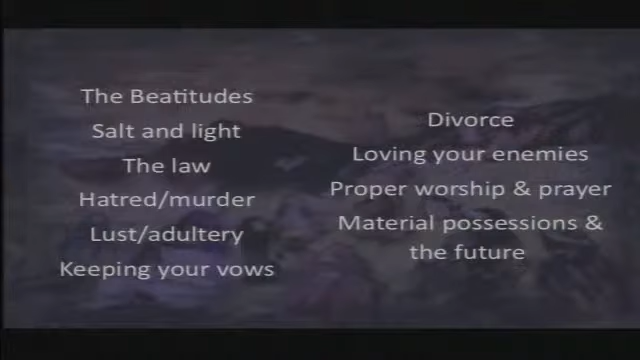 The Beatitudes
Salt and light
The law
Hatred/murder
Lust/adultery
Keeping your vows
Divorce
Loving your enemies
Proper worship & prayer
Material possessions &
the future